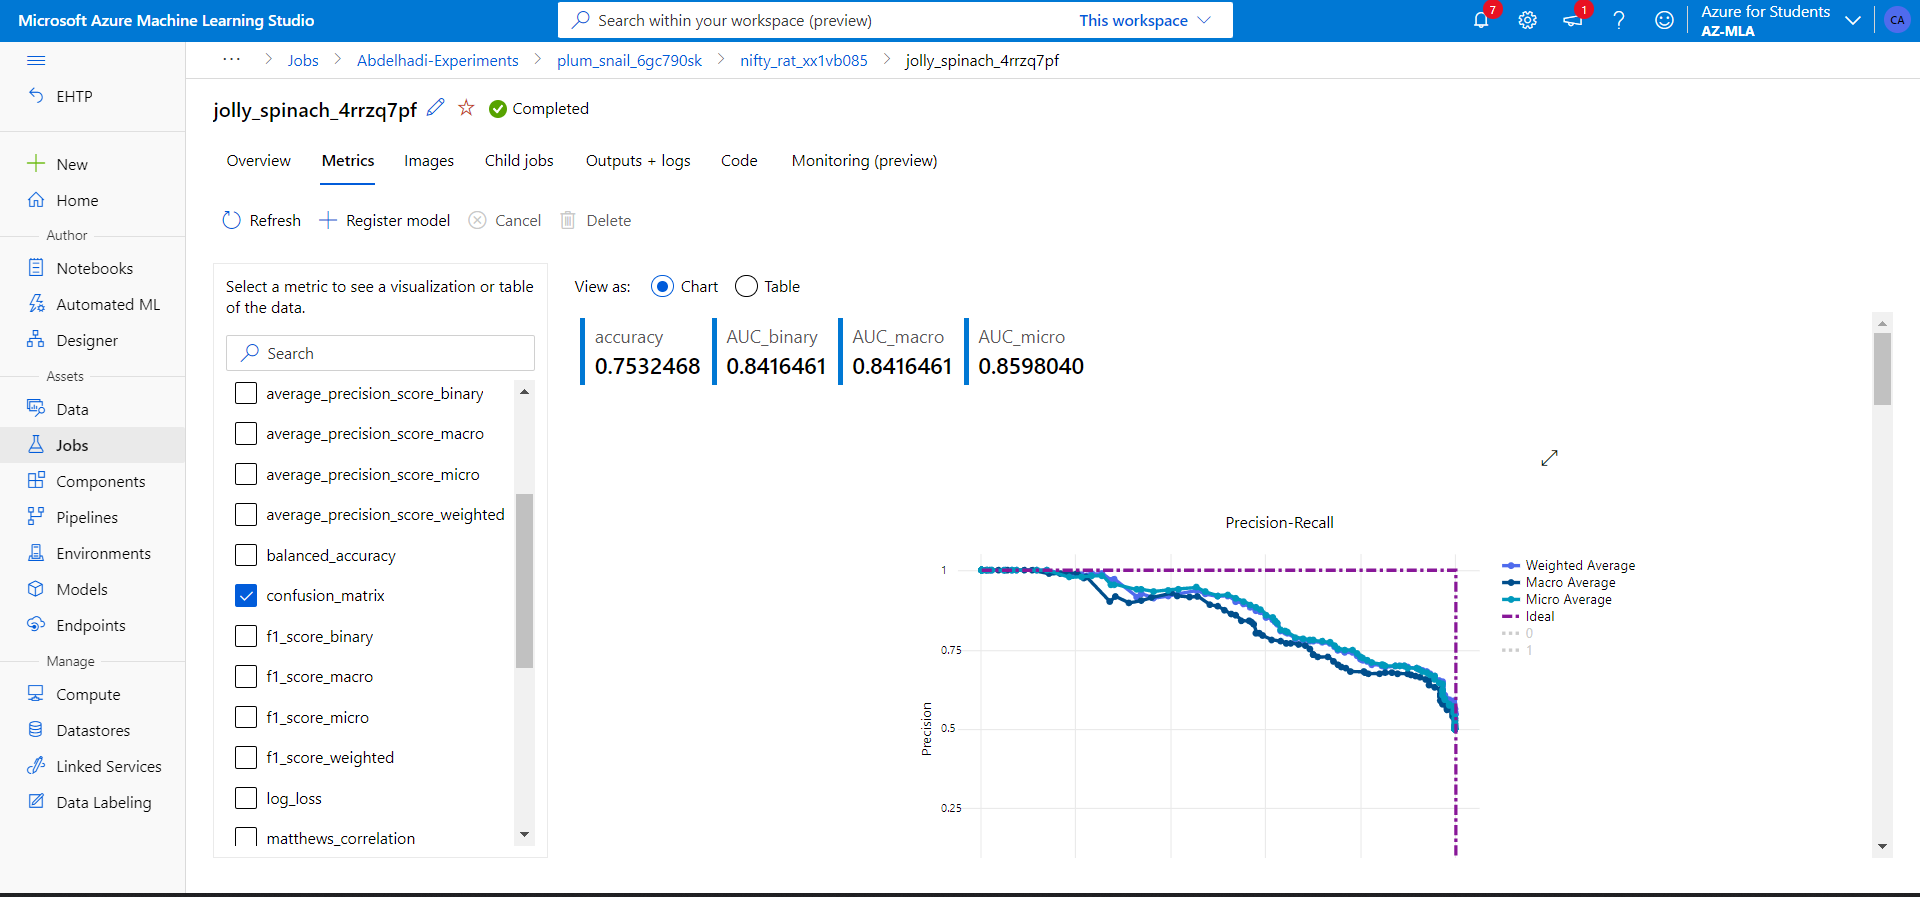 Microsoft Azure Machine Learning Studio
Search within your workspace (preview)
This workspace
7
1
Azure for Students
AZ-MLA
CA
··· > Jobs > Abdelhadi-Experiments > plum_snail_6gc790sk > nifty_rat_xx1vb085 > jolly_spinach_4rrzq7pf
EHTP
New
Home
Author
Notebooks
Automated ML
Designer
Assets
Data
Jobs
Components
Pipelines
Environments
Models
Endpoints
Manage
Compute
Datastores
Linked Services
Data Labeling
jolly_spinach_4rrzq7pf
Completed
Overview Metrics Images Child jobs Outputs + logs Code Monitoring (preview)
Refresh Register model Cancel Delete
Select a metric to see a visualization or table
of the data.
Search
average_precision_score_binary
average_precision_score_macro
average_precision_score_micro
average_precision_score_weighted
balanced_accuracy
confusion_matrix
f1_score_binary
f1_score_macro
f1_score_micro
f1_score_weighted
log_loss
matthews_correlation
View as: Chart Table
accuracy
0.7532468
AUC_binary
0.8416461
AUC_macro
0.8416461
AUC_micro
0.8598040
Precision-Recall
1
0.75
0.5
0.25
Precision
Weighted Average
Macro Average
Micro Average
Ideal
0
1